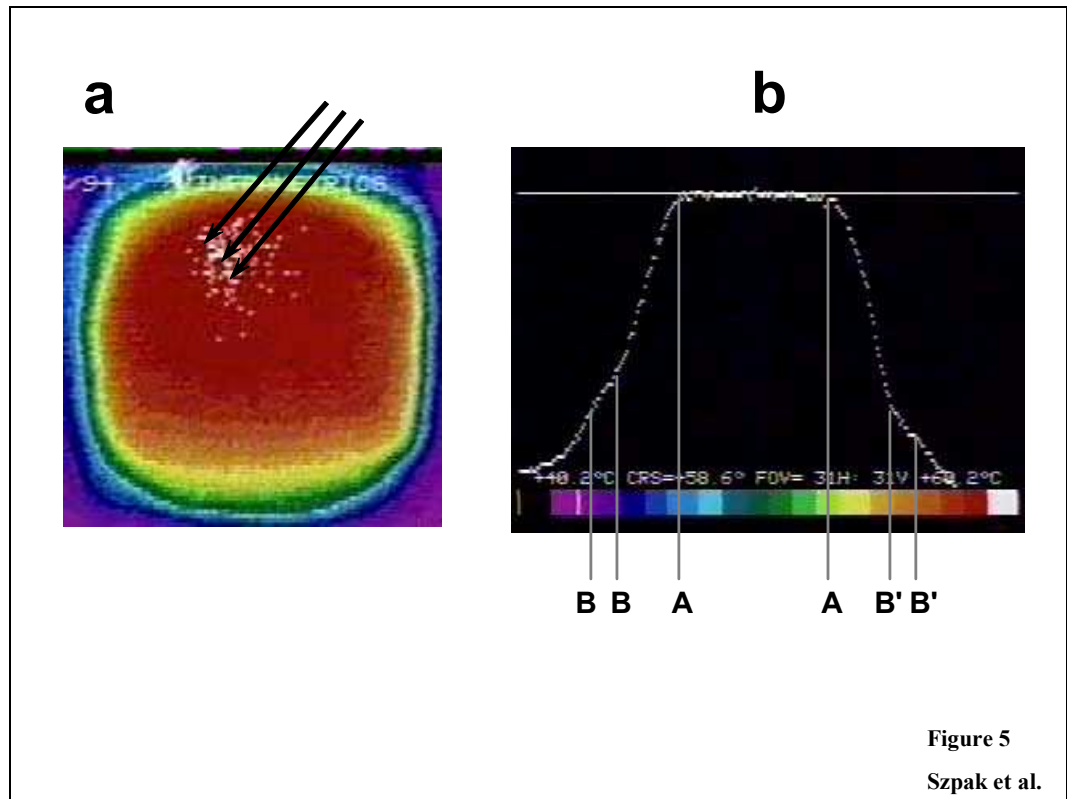 a
b
+40.2°C CRS=+58.6° FOV= 31H: 31V +60.2°C
B B A A B' B'
Figure 5
Szpak et al.